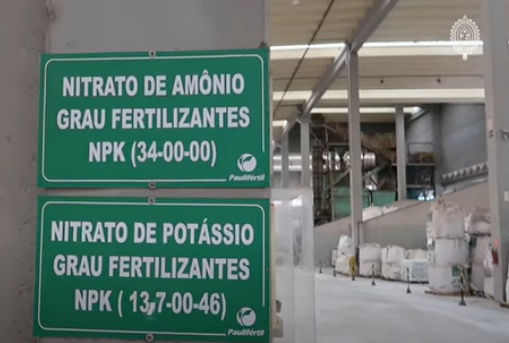 NITRATO DE AMÔNIO
GRAU FERTILIZANTES
NPK (34-00-00)
Paulifértil
NITRATO DE POTÁSSIO
GRAU FERTILIZANTES
NPK ( 13,7-00-46)
Paulifértil